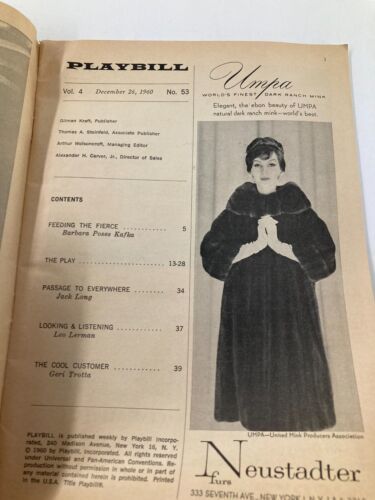 PLAYBILL
Vol. 4 December 26, 1960 No. 53
Gilman Kraft, Publisher
Thomas A. Steinfeld, Associate Publisher
Arthur Wolsoncroft, Managing Editor
Alexander H. Carver, Jr., Director of Sales
CONTENTS
FEEDING THE FIERCE .......... 5
Barbara Poses Kafka
THE PLAY .......... 13-28
PASSAGE TO EVERYWHERE ........ 34
Jack Long
LOOKING & LISTENING .......... 37
Leo Lerman
THE COOL CUSTOMER .......... 39
Geri Trotta
PLAYBILL is published weekly by Playbill Incorpo-
rated, 240 Madison Avenue, New York 16, N. Y.
© 1960 by Playbill, Incorporated. All rights reserved
under Universal and Pan-American Conventions. Re-
production without permission in whole or in part of
any material contained herein is prohibited. Printed
in the U.S.A. Title Playbill®.
1
Umpa
WORLD'S FINEST DARK RANCH MINK
Elegant, the ebon beauty of UMPA
natural dark ranch mink—world's best.
UMPA—United Mink Producers Association
Neustadter
furs
333 SEVENTH AVE., NEW YORK